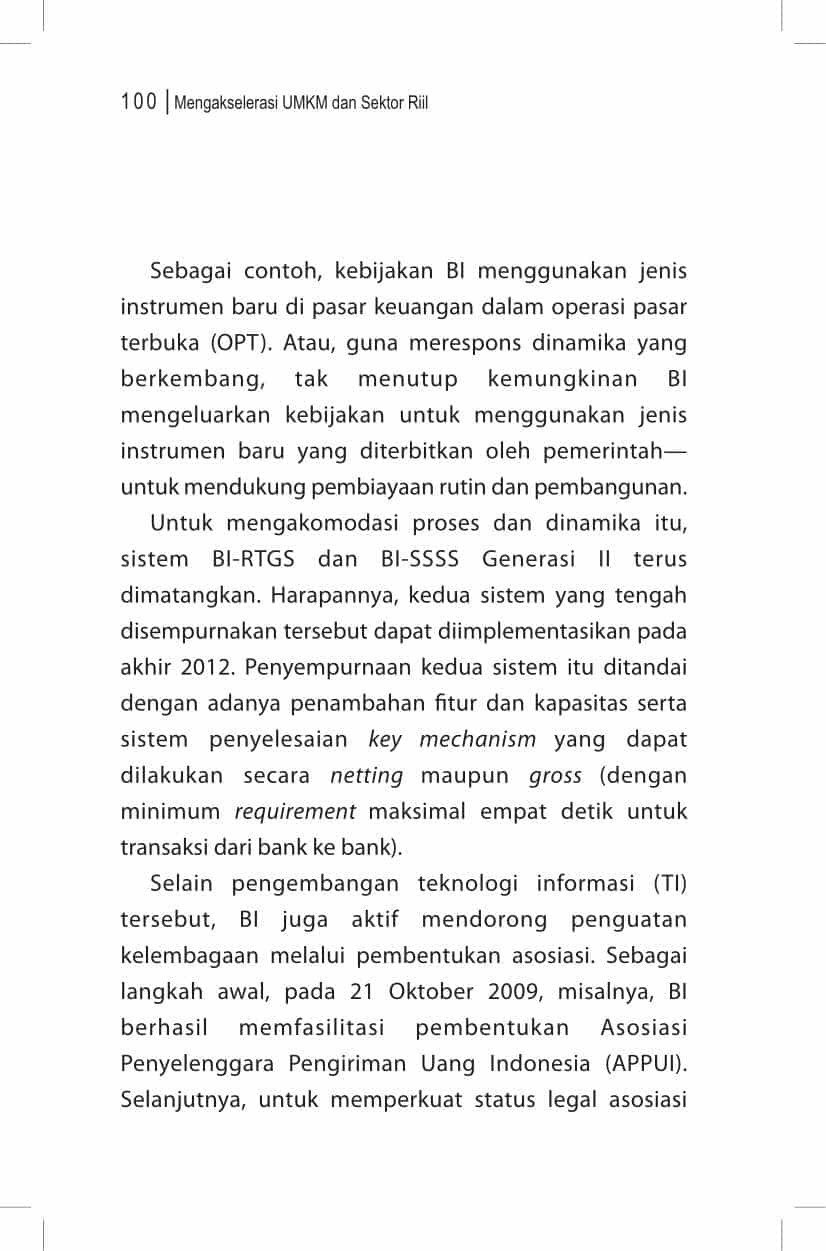 100 | Mengakselerasi UMKM dan Sektor Riil
Sebagai contoh, kebijakan BI menggunakan jenis
instrumen baru di pasar keuangan dalam operasi pasar
terbuka (OPT). Atau, guna merespons dinamika yang
berkembang, tak menutup kemungkinan BI
mengeluarkan kebijakan untuk menggunakan jenis
instrumen baru yang diterbitkan oleh pemerintah—
untuk mendukung pembiayaan rutin dan pembangunan.
Untuk mengakomodasi proses dan dinamika itu,
sistem BI-RTGS dan BI-SSSS Generasi II terus
dimatangkan. Harapannya, kedua sistem yang tengah
disempurnakan tersebut dapat diimplementasikan pada
akhir 2012. Penyempurnaan kedua sistem itu ditandai
dengan adanya penambahan fitur dan kapasitas serta
sistem penyelesaian key mechanism yang dapat
dilakukan secara netting maupun gross (dengan
minimum requirement maksimal empat detik untuk
transaksi dari bank ke bank).
Selain pengembangan teknologi informasi (TI)
tersebut, BI juga aktif mendorong penguatan
kelembagaan melalui pembentukan asosiasi. Sebagai
langkah awal, pada 21 Oktober 2009, misalnya, BI
berhasil memfasilitasi pembentukan Asosiasi
Penyelenggara Pengiriman Uang Indonesia (APPUI).
Selanjutnya, untuk memperkuat status legal asosiasi